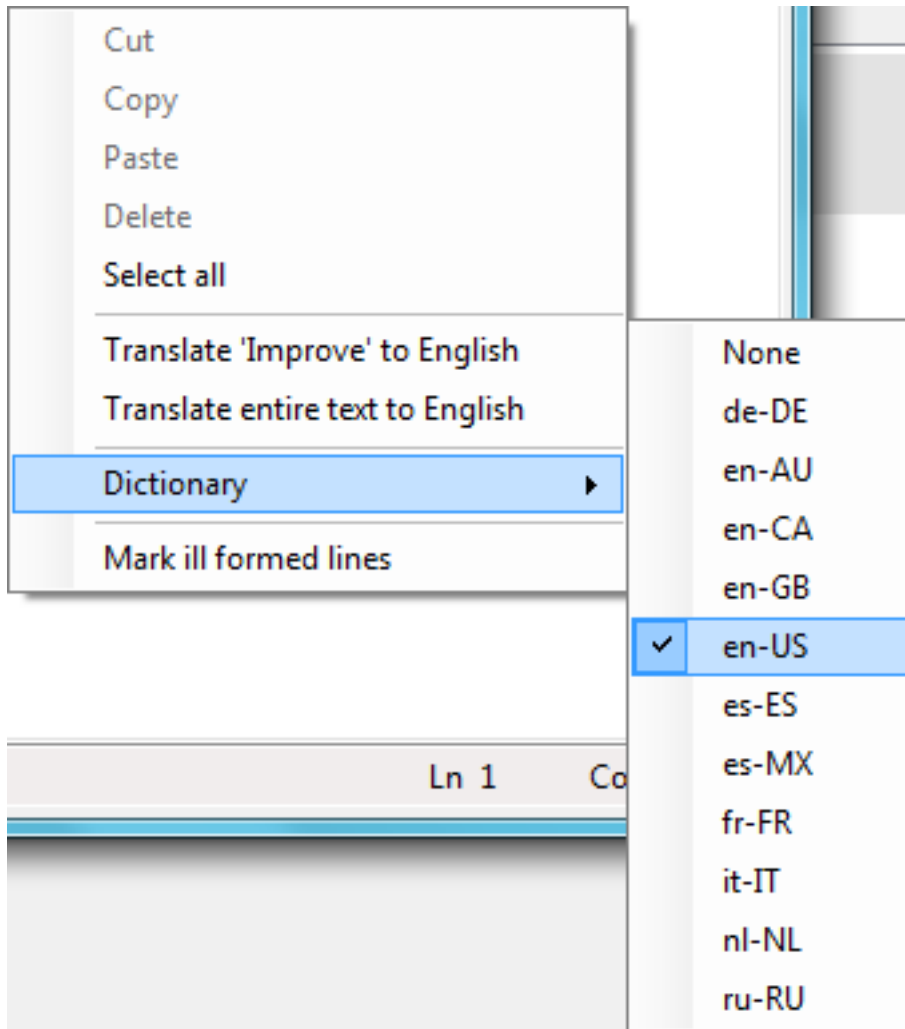 Cut
Copy
Paste
Delete
Select all
Translate 'Improve' to English
Translate entire text to English
Dictionary
Mark ill formed lines
None
de-DE
en-AU
en-CA
en-GB
en-US
es-ES
es-MX
fr-FR
it-IT
nl-NL
ru-RU
Ln 1 Co